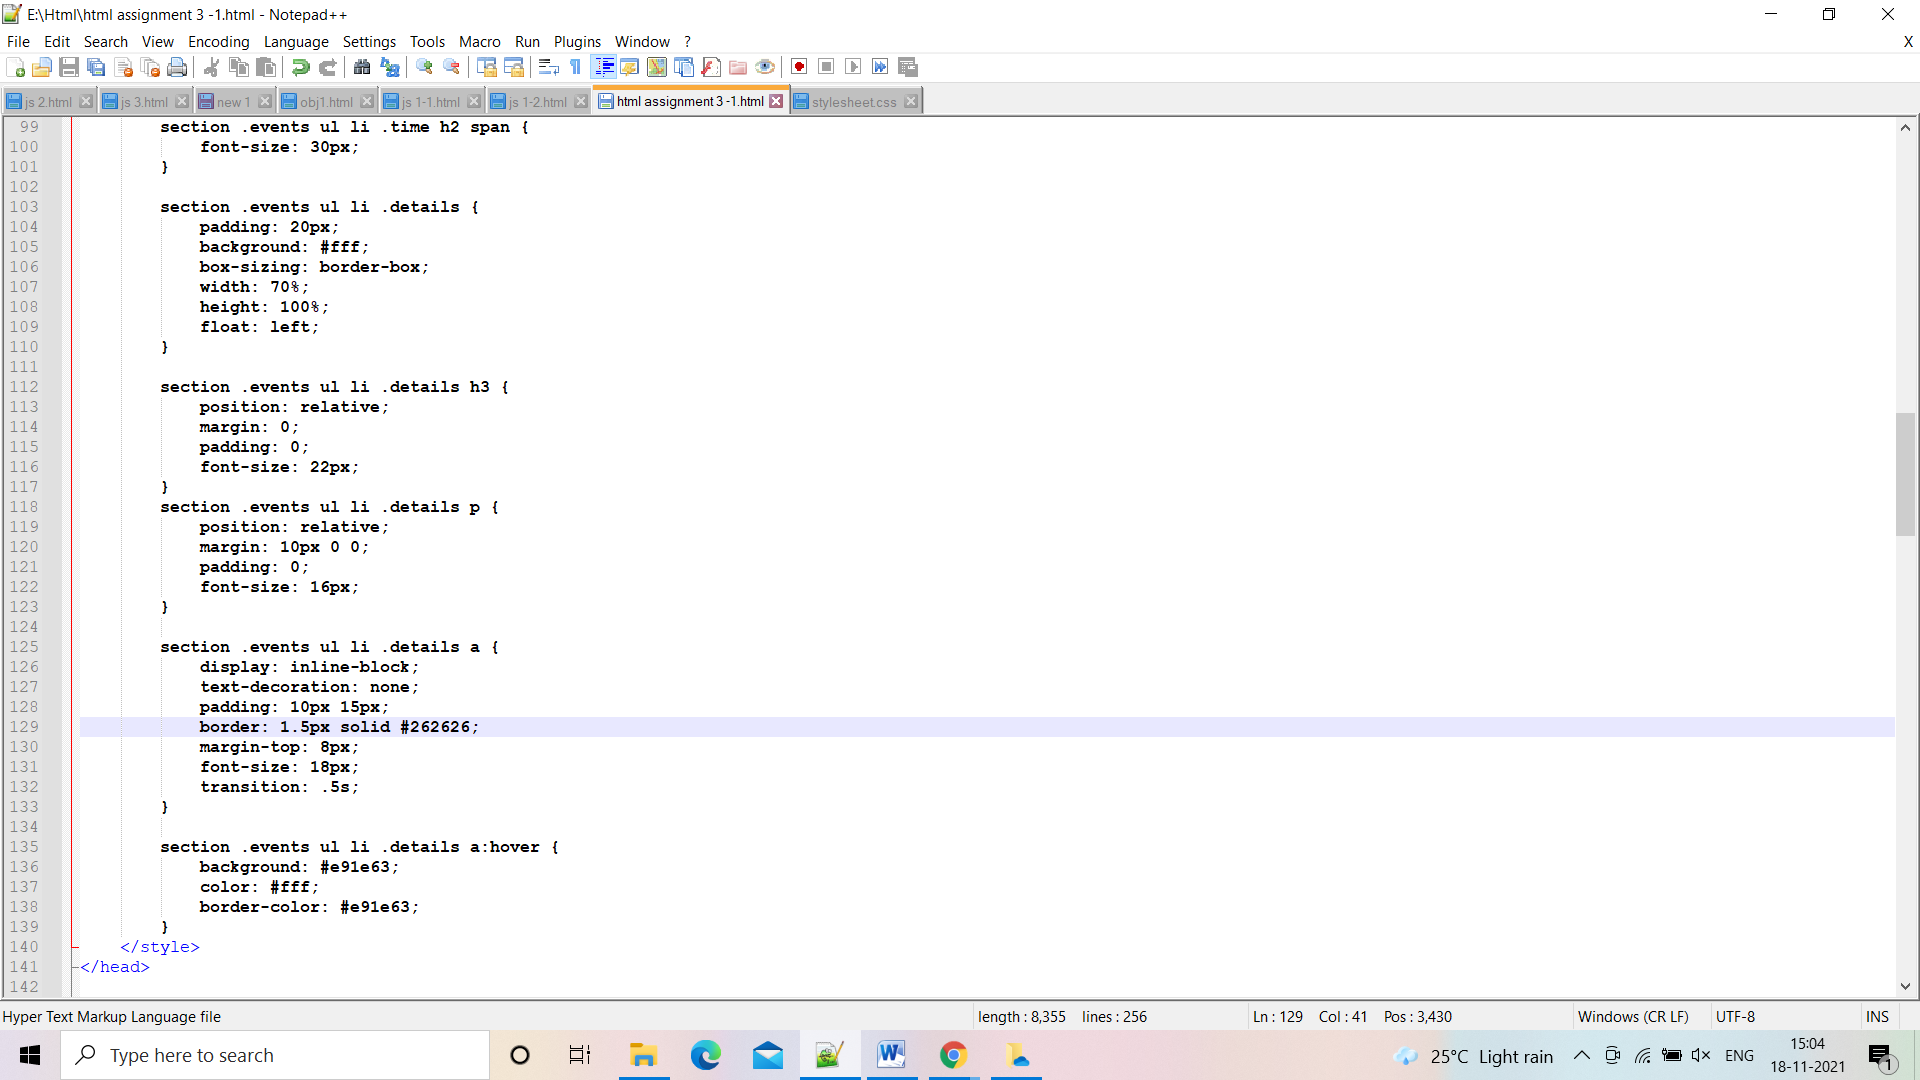 E:\Html\html assignment 3 -1.html - Notepad++
File Edit Search View Encoding Language Settings Tools Macro Run Plugins Window ? X
js 2.html js 3.html new 1 obj1.html js 1-1.html js 1-2.html html assignment 3 -1.html stylesheet.css
99 section .events ul li .time h2 span {
100 font-size: 30px;
101 }
102
103 section .events ul li .details {
104 padding: 20px;
105 background: #fff;
106 box-sizing: border-box;
107 width: 70%;
108 height: 100%;
109 float: left;
110 }
111
112 section .events ul li .details h3 {
113 position: relative;
114 margin: 0;
115 padding: 0;
116 font-size: 22px;
117 }
118 section .events ul li .details p {
119 position: relative;
120 margin: 10px 0 0;
121 padding: 0;
122 font-size: 16px;
123 }
124
125 section .events ul li .details a {
126 display: inline-block;
127 text-decoration: none;
128 padding: 10px 15px;
129 border: 1.5px solid #262626;
130 margin-top: 8px;
131 font-size: 18px;
132 transition: .5s;
133 }
134
135 section .events ul li .details a:hover {
136 background: #e91e63;
137 color: #fff;
138 border-color: #e91e63;
139 }
140 </style>
141 </head>
142
Hyper Text Markup Language file length : 8,355 lines : 256 Ln : 129 Col : 41 Pos : 3,430 Windows (CR LF) UTF-8 INS
Type here to search 25°C Light rain ENG 15:04
18-11-2021 1